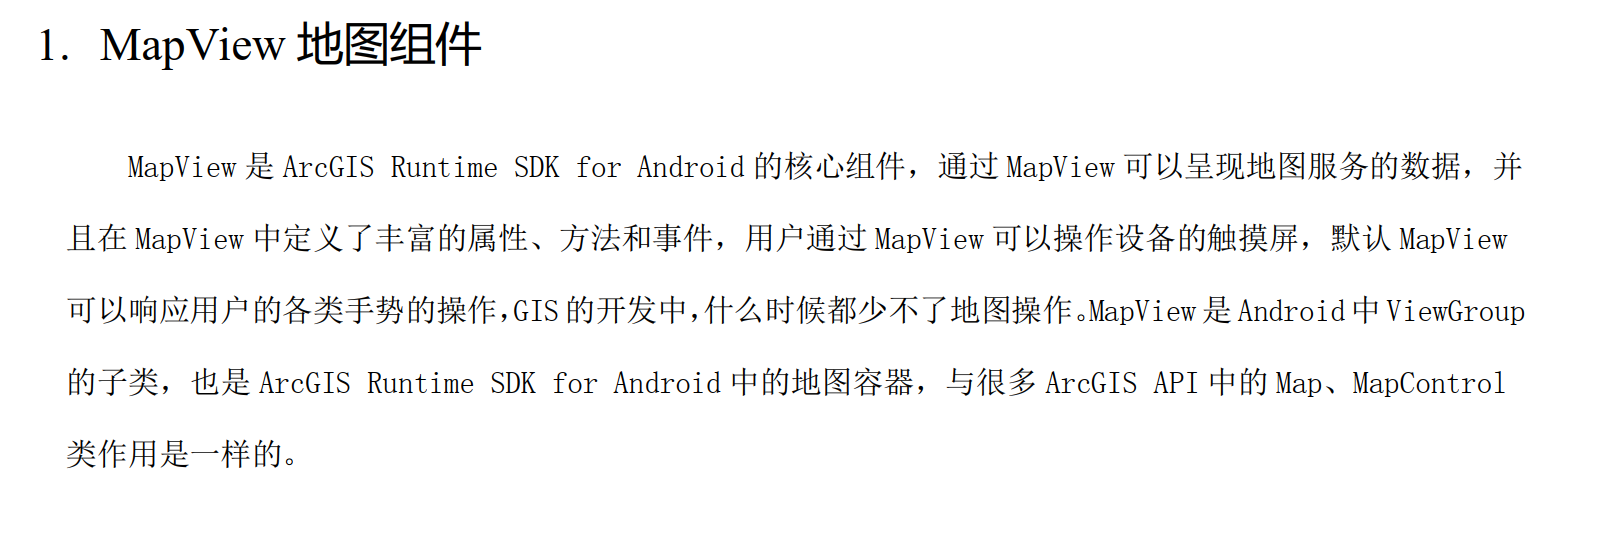 1. MapView 地图组件
MapView 是 ArcGIS Runtime SDK for Android 的核心组件，通过 MapView 可以呈现地图服务的数据，并
且在 MapView 中定义了丰富的属性、方法和事件，用户通过 MapView 可以操作设备的触摸屏，默认 MapView
可以响应用户的各类手势的操作，GIS 的开发中，什么时候都少不了地图操作。MapView 是 Android 中 ViewGroup
的子类，也是 ArcGIS Runtime SDK for Android 中的地图容器，与很多 ArcGIS API 中的 Map、MapControl
类作用是一样的。